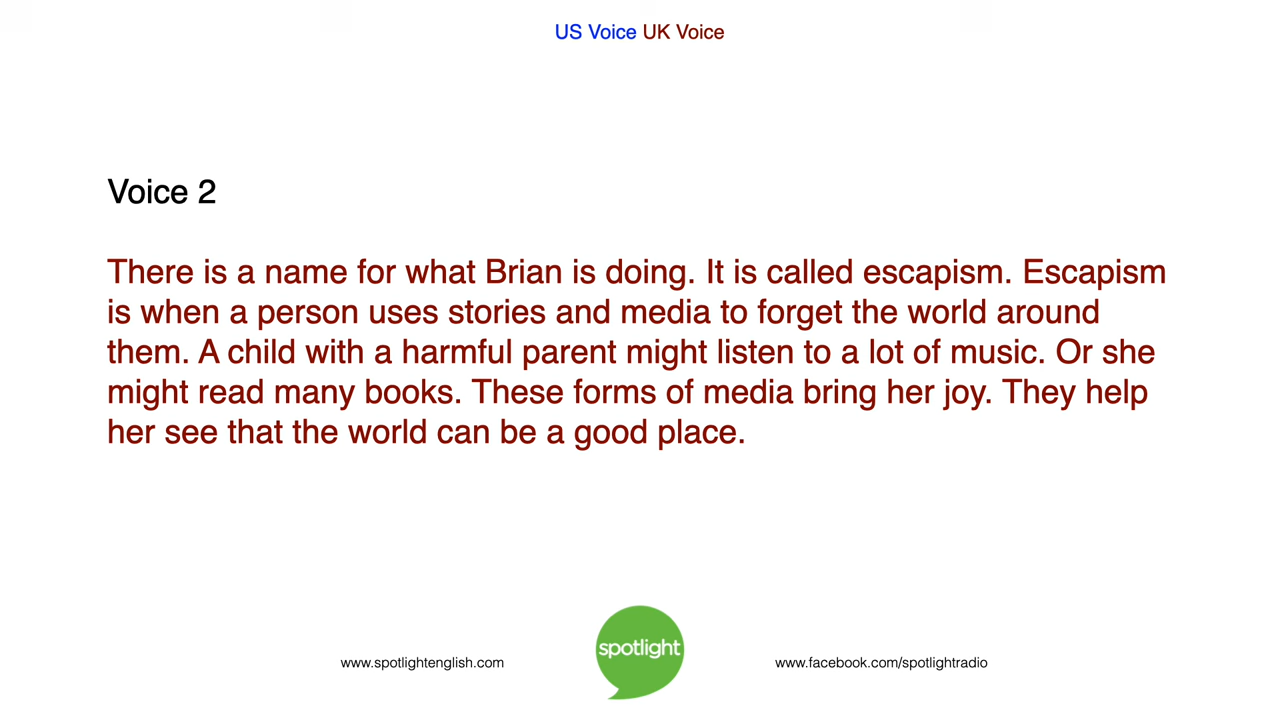 US Voice UK Voice
Voice 2
There is a name for what Brian is doing. It is called escapism. Escapism
is when a person uses stories and media to forget the world around
them. A child with a harmful parent might listen to a lot of music. Or she
might read many books. These forms of media bring her joy. They help
her see that the world can be a good place.
spotlight
www.spotlightenglish.com
www.facebook.com/spotlightradio